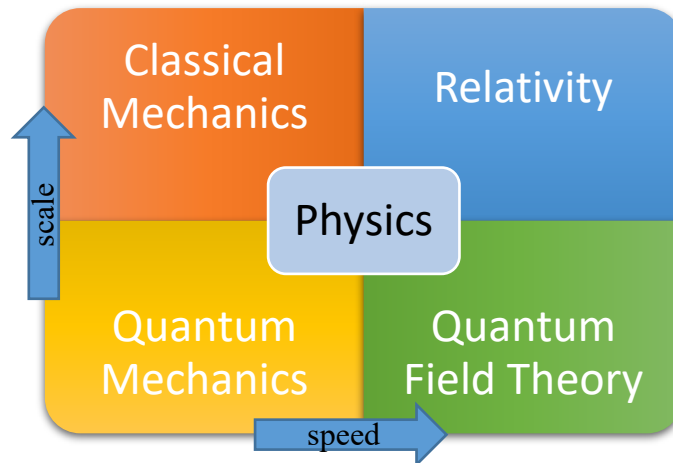 Classical
Mechanics
Relativity
scale
Physics
Quantum
Mechanics
Quantum
Field Theory
speed